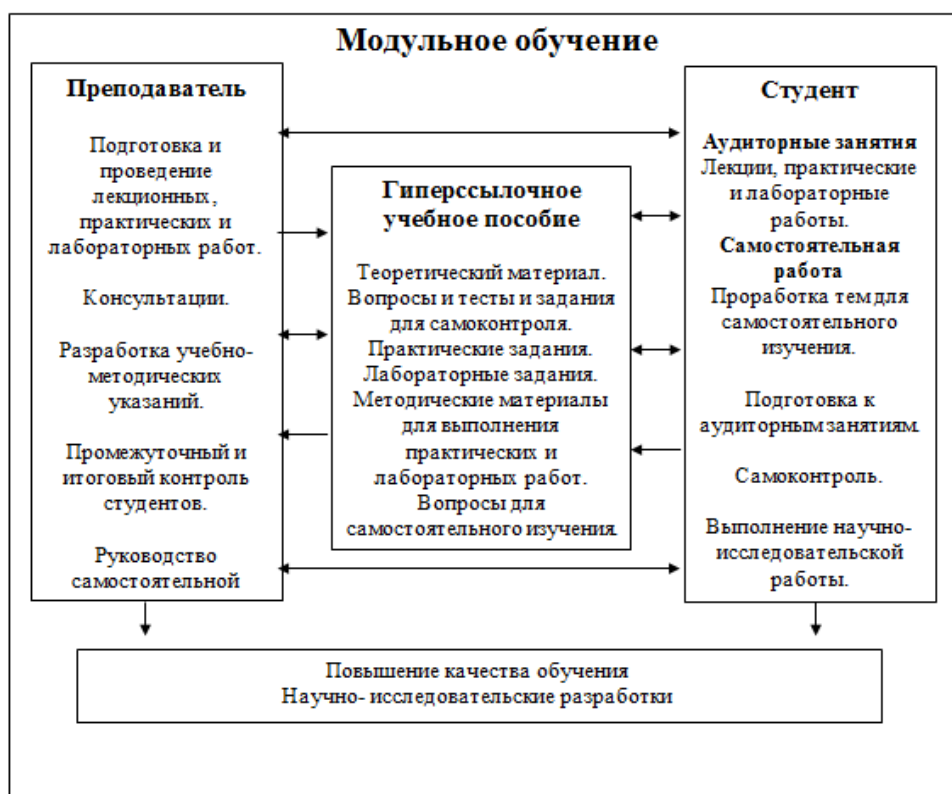 Модульное обучение
Преподаватель
Подготовка и
проведение
лекционных,
практических и
лабораторных работ.
Консультации.
Разработка учебно-
методических
указаний.
Промежуточный и
итоговый контроль
студентов.
Руководство
самостоятельной
Гиперссылочное
учебное пособие
Теоретический материал.
Вопросы и тесты и задания
для самоконтроля.
Практические задания.
Лабораторные задания.
Методические материалы
для выполнения
практических и
лабораторных работ.
Вопросы для
самостоятельного изучения.
Студент
Аудиторные занятия
Лекции, практические
и лабораторные
работы.
Самостоятельная
работа
Проработка тем для
самостоятельного
изучения.
Подготовка к
аудиторным занятиям.
Самоконтроль.
Выполнение научно-
исследовательской
работы.
Повышение качества обучения
Научно- исследовательские разработки